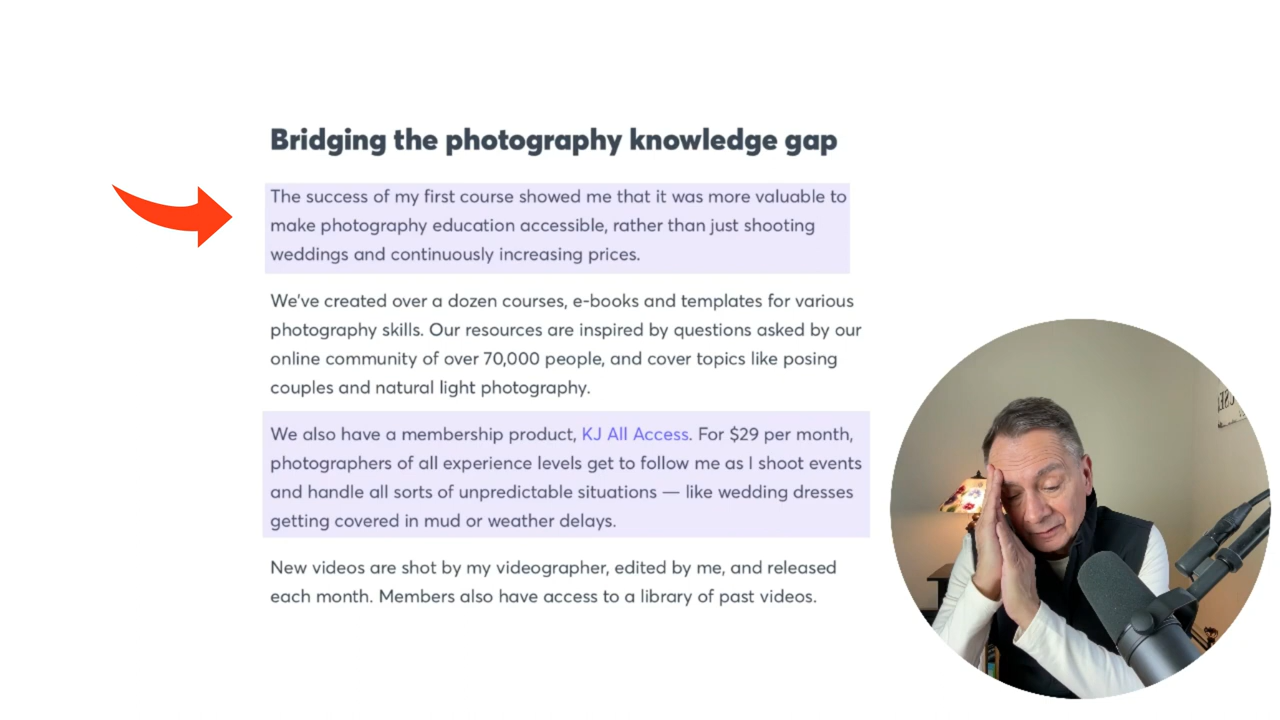 Bridging the photography knowledge gap
The success of my first course showed me that it was more valuable to
make photography education accessible, rather than just shooting
weddings and continuously increasing prices.
We've created over a dozen courses, e-books and templates for various
photography skills. Our resources are inspired by questions asked by our
online community of over 70,000 people, and cover topics like posing
couples and natural light photography.
We also have a membership product, KJ All Access. For $29 per month,
photographers of all experience levels get to follow me as I shoot events
and handle all sorts of unpredictable situations — like wedding dresses
getting covered in mud or weather delays.
New videos are shot by my videographer, edited by me, and released
each month. Members also have access to a library of past videos.